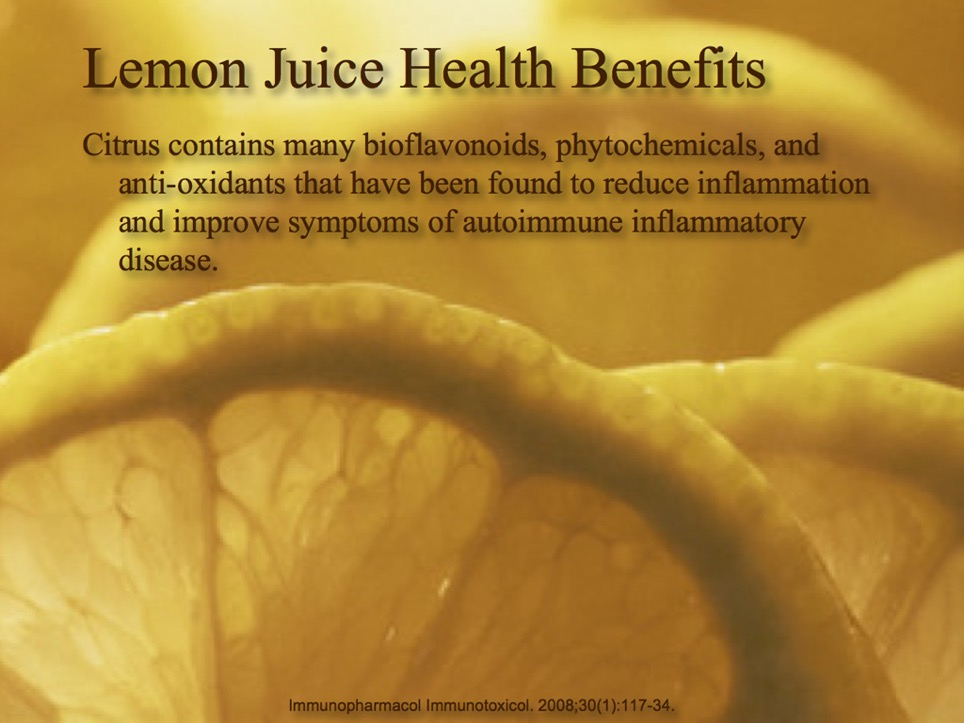 Lemon Juice Health Benefits
Citrus contains many bioflavonoids, phytochemicals, and
anti-oxidants that have been found to reduce inflammation
and improve symptoms of autoimmune inflammatory
disease.
Immunopharmacol Immunotoxicol. 2008;30(1):117-34.